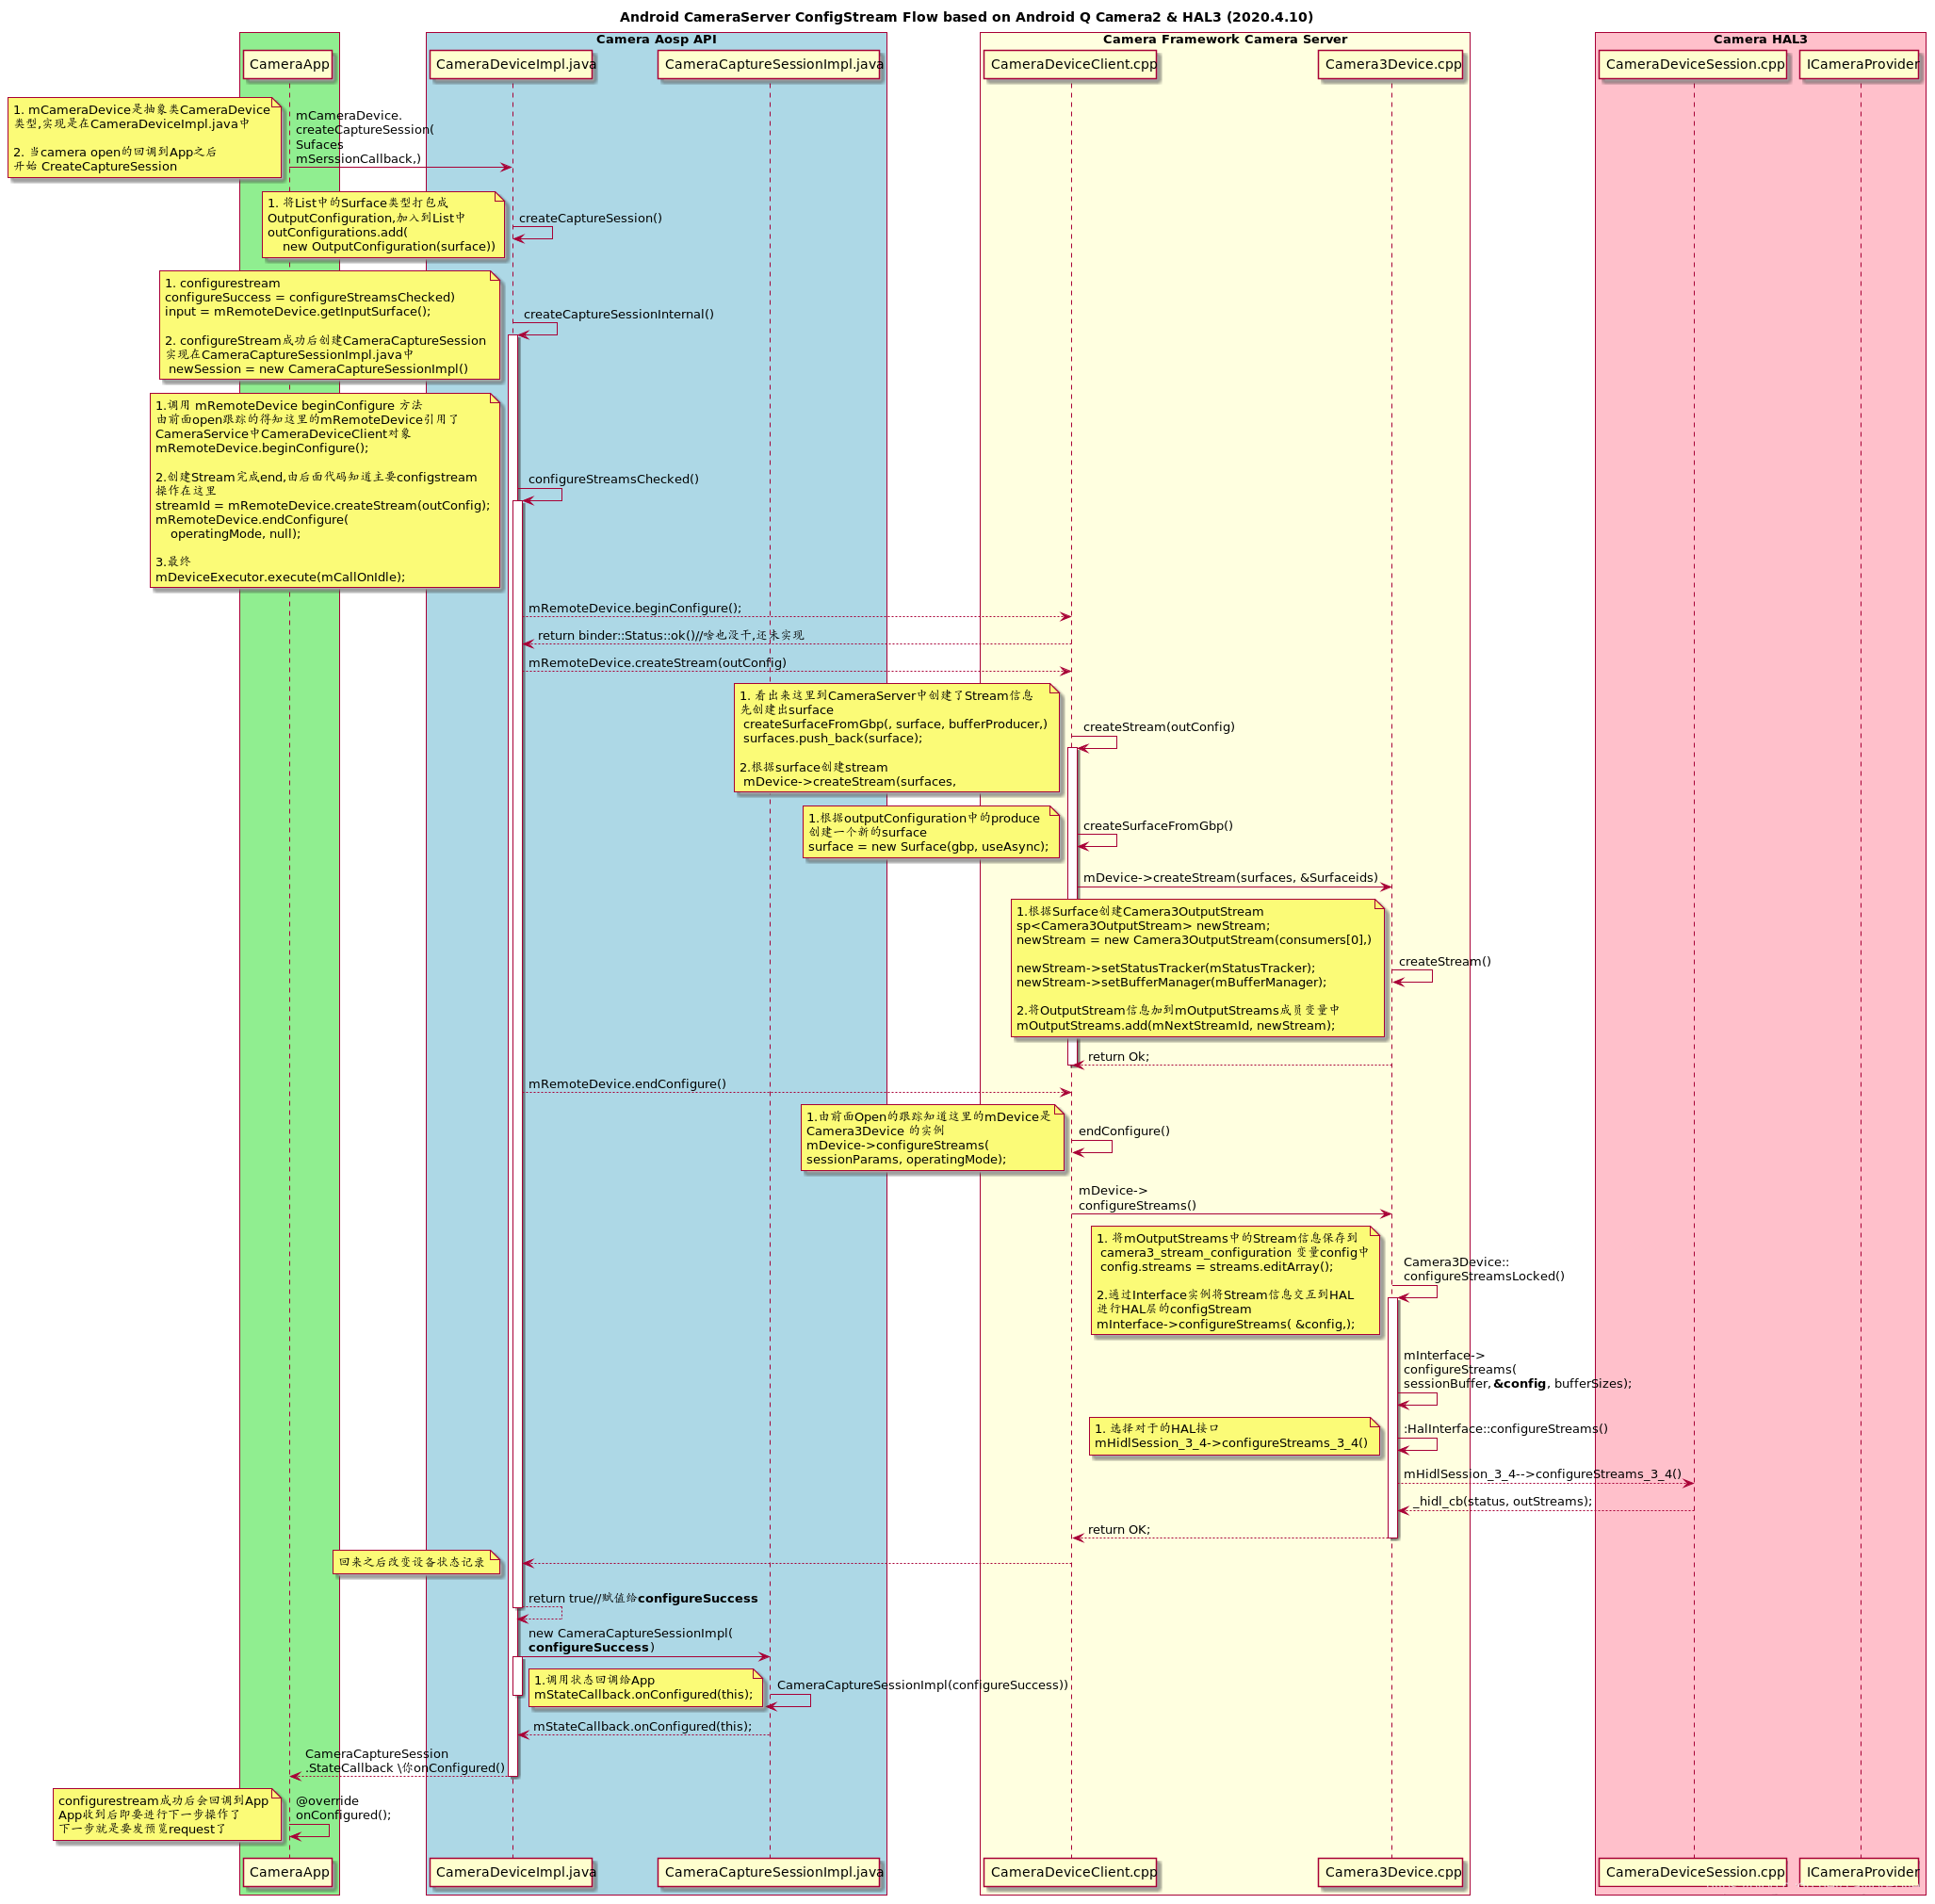 Android CameraServer ConfigStream Flow based on Android Q Camera2 & HAL3 (2020.4.10)
Camera Aosp API
Camera Framework Camera Server
Camera HAL3
CameraApp
CameraDeviceImpl.java
CameraCaptureSessionImpl.java
CameraDeviceClient.cpp
Camera3Device.cpp
CameraDeviceSession.cpp
ICameraProvider
1. mCameraDevice是抽象类CameraDevice
类型,实现是在CameraDeviceImpl.java中
2. 当camera open的回调到App之后
开始 CreateCaptureSession
mCameraDevice.
createCaptureSession(
Sufaces
mSerssionCallback,)
1. 将List中的Surface类型打包成
OutputConfiguration,加入到List中
outConfigurations.add(
new OutputConfiguration(surface))
createCaptureSession()
1. configurestream
configureSuccess = configureStreamsChecked)
input = mRemoteDevice.getInputSurface();
2. configureStream成功后创建CameraCaptureSession
实现在CameraCaptureSessionImpl.java中
newSession = new CameraCaptureSessionImpl()
createCaptureSessionInternal()
1.调用 mRemoteDevice beginConfigure 方法
由前面open跟踪的得知这里的mRemoteDevice引用了
CameraService中CameraDeviceClient对象
mRemoteDevice.beginConfigure();
2.创建Stream完成end,由后面代码知道主要configstream
操作在这里
streamId = mRemoteDevice.createStream(outConfig);
mRemoteDevice.endConfigure(
operatingMode, null);
3.最终
mDeviceExecutor.execute(mCallOnIdle);
configureStreamsChecked()
mRemoteDevice.beginConfigure();
return binder::Status::ok()//啥也没干,还未实现
mRemoteDevice.createStream(outConfig)
1. 看出来这里到CameraServer中创建了Stream信息
先创建出surface
createSurfaceFromGbp(, surface, bufferProducer,)
surfaces.push_back(surface);
2.根据surface创建stream
mDevice->createStream(surfaces,
createStream(outConfig)
1.根据outputConfiguration中的produce
创建一个新的surface
surface = new Surface(gbp, useAsync);
createSurfaceFromGbp()
mDevice->createStream(surfaces, &Surfaceids)
1.根据Surface创建Camera3OutputStream
sp<Camera3OutputStream> newStream;
newStream = new Camera3OutputStream(consumers[0],)
newStream->setStatusTracker(mStatusTracker);
newStream->setBufferManager(mBufferManager);
2.将OutputStream信息加到mOutputStreams成员变量中
mOutputStreams.add(mNextStreamId, newStream);
createStream()
return Ok;
mRemoteDevice.endConfigure()
1.由前面Open的跟踪知道这里的mDevice是
Camera3Device 的实例
mDevice->configureStreams(
sessionParams, operatingMode);
endConfigure()
mDevice->
configureStreams()
1. 将mOutputStreams中的Stream信息保存到
camera3_stream_configuration 变量config中
config.streams = streams.editArray();
2.通过Interface实例将Stream信息交互到HAL
进行HAL层的configStream
mInterface->configureStreams( &config,);
Camera3Device::
configureStreamsLocked()
mInterface->
configureStreams(
sessionBuffer, &config, bufferSizes);
1. 选择对于的HAL接口
mHidlSession_3_4->configureStreams_3_4()
:HalInterface::configureStreams()
mHidlSession_3_4-->configureStreams_3_4()
_hidl_cb(status, outStreams);
return OK;
回来之后改变设备状态记录
return true//赋值给configureSuccess
new CameraCaptureSessionImpl(
configureSuccess)
1.调用状态回调给App
mStateCallback.onConfigured(this);
CameraCaptureSessionImpl(configureSuccess))
mStateCallback.onConfigured(this);
CameraCaptureSession
.StateCallback \你onConfigured()
configurestream成功后会回调到App
App收到后即要进行下一步操作了
下一步就是要发预览request了
@override
onConfigured();
CameraApp
CameraDeviceImpl.java
CameraCaptureSessionImpl.java
CameraDeviceClient.cpp
Camera3Device.cpp
CameraDeviceSession.cpp
ICameraProvider